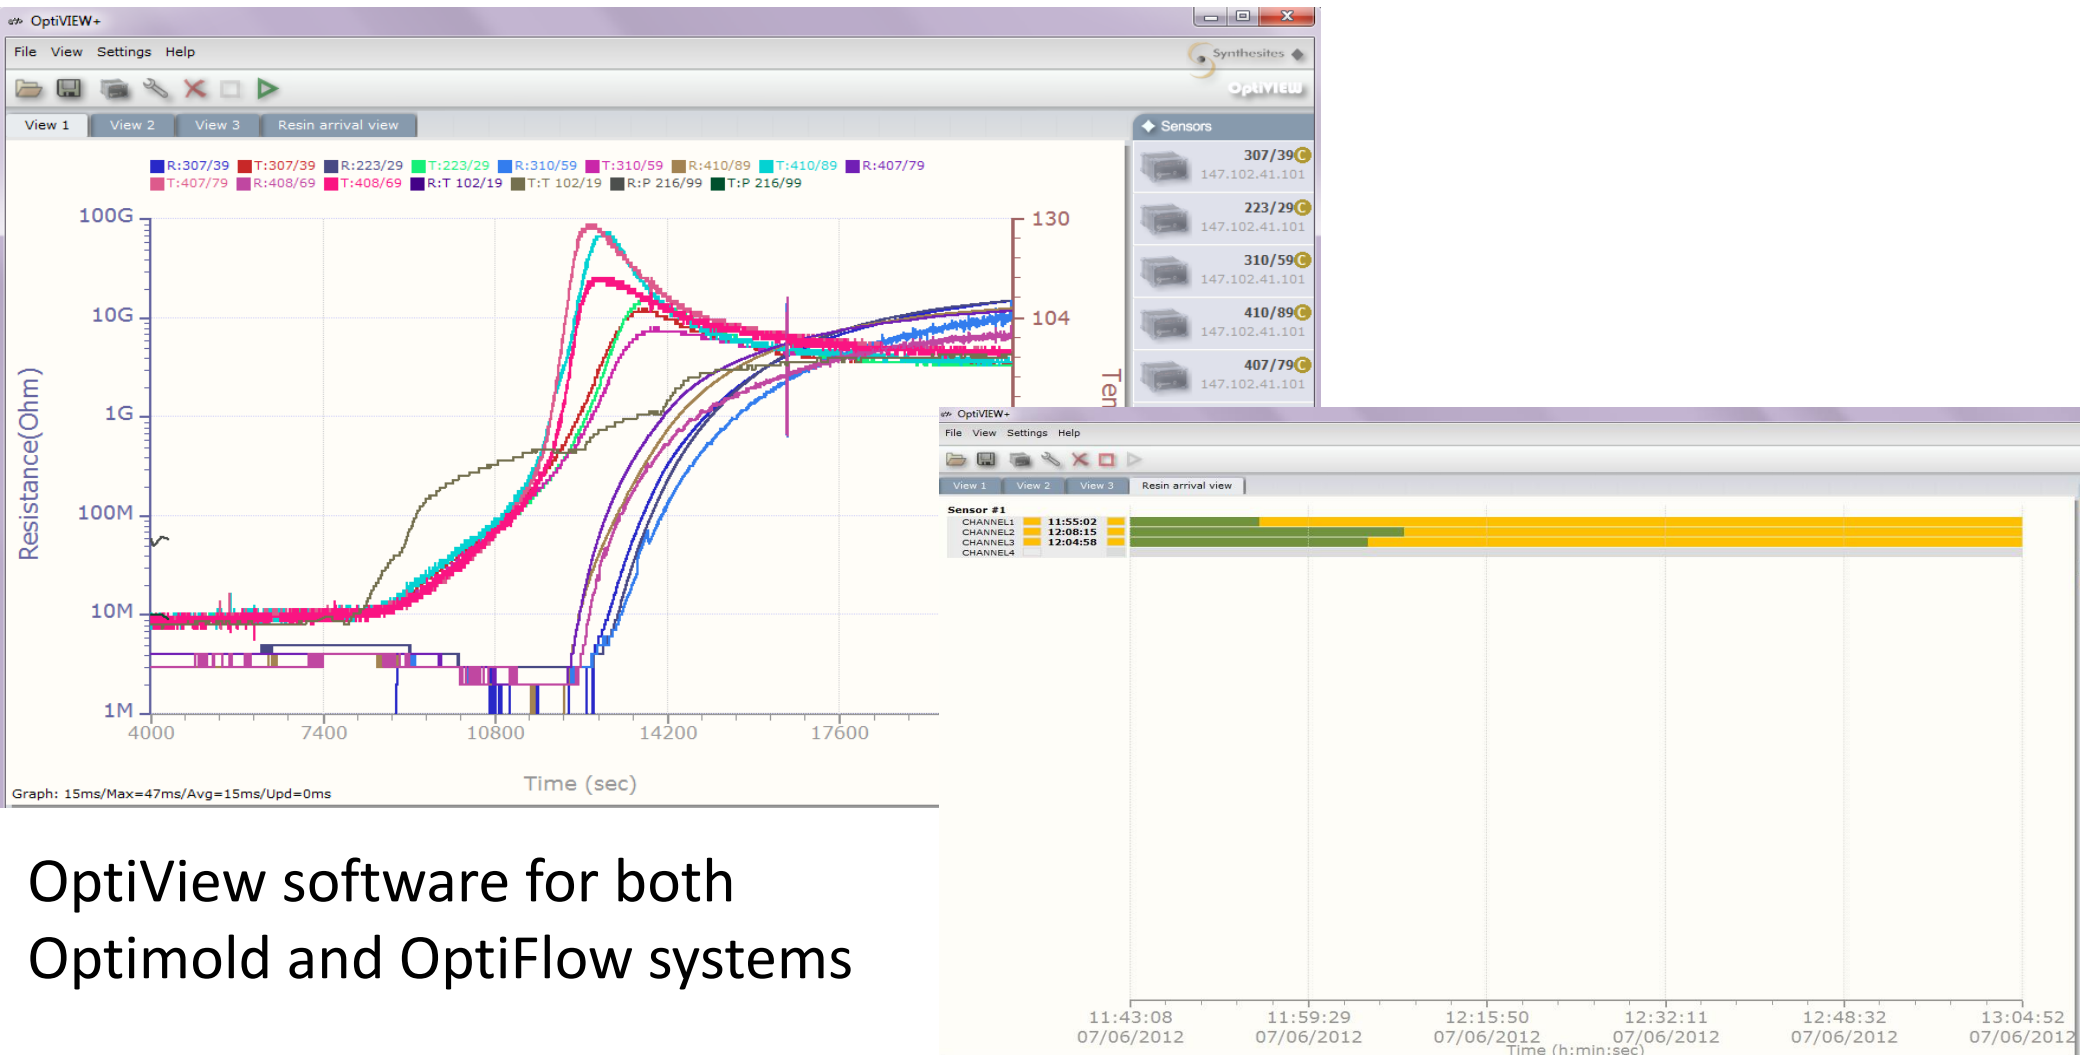 OptiVIEW+
File View Settings Help
Synthesites
OptiVIEW
View 1 View 2 View 3 Resin arrival view
Sensors
R:307/39 T:307/39 R:223/29 T:223/29 R:310/59 T:310/59 R:410/89 T:410/89 R:407/79
T:407/79 R:408/69 T:408/69 R:T 102/19 T:T 102/19 R:P 216/99 T:P 216/99
307/39 C
147.102.41.101
223/29 C
147.102.41.101
310/59 C
147.102.41.101
410/89 C
147.102.41.101
407/79 C
147.102.41.101
100G
10G
1G
100M
10M
1M
Resistance(Ohm)
130
104
4000 7400 10800 14200 17600
Time (sec)
Graph: 15ms/Max=47ms/Avg=15ms/Upd=0ms
OptiVIEW+
File View Settings Help
View 1 View 2 View 3 Resin arrival view
Sensor #1
CHANNEL1 11:55:02
CHANNEL2 12:08:15
CHANNEL3 12:04:58
CHANNEL4
11:43:08 11:59:29 12:15:50 12:32:11 12:48:32 13:04:52
07/06/2012 07/06/2012 07/06/2012 07/06/2012 07/06/2012 07/06/2012
Time (h:min:sec)
OptiView software for both
Optimold and OptiFlow systems